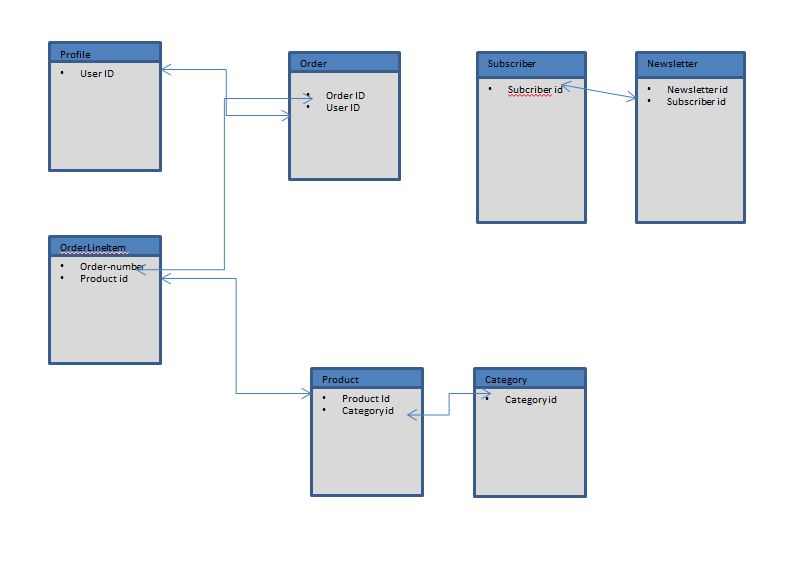 Profile
• User ID
Order
• Order ID
• User ID
Subscriber
• Subcriber id
Newsletter
• Newsletter id
• Subscriber id
OrderLineItem
• Order-number
• Product id
Product
• Product Id
• Category id
Category
• Category id